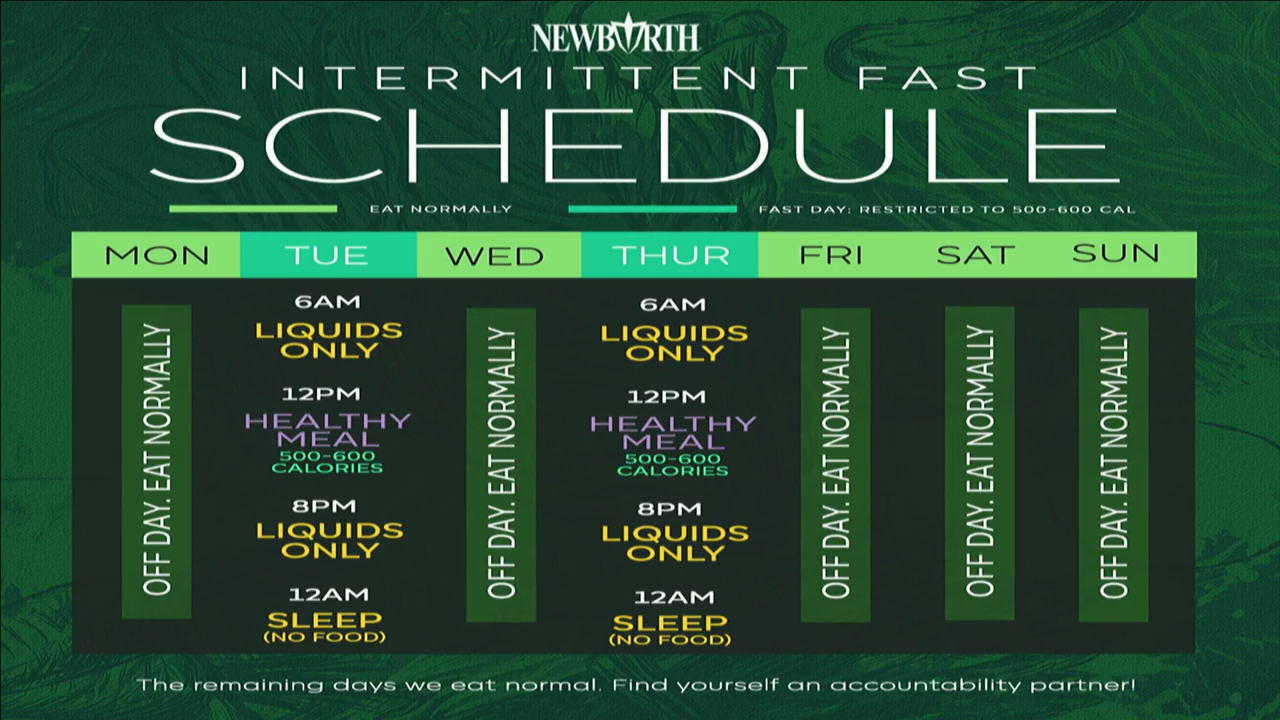 NEWBIRTH
INTERMITTENT FAST
SCHEDULE
EAT NORMALLY
FAST DAY: RESTRICTED TO 500-600 CAL
MON TUE WED THUR FRI SAT SUN
OFF DAY. EAT NORMALLY
6AM
LIQUIDS
ONLY
12PM
HEALTHY
MEAL
500-600
CALORIES
8PM
LIQUIDS
ONLY
12AM
SLEEP
(NO FOOD)
OFF DAY. EAT NORMALLY
6AM
LIQUIDS
ONLY
12PM
HEALTHY
MEAL
500-600
CALORIES
8PM
LIQUIDS
ONLY
12AM
SLEEP
(NO FOOD)
OFF DAY. EAT NORMALLY
OFF DAY. EAT NORMALLY
OFF DAY. EAT NORMALLY
The remaining days we eat normal. Find yourself an accountability partner!